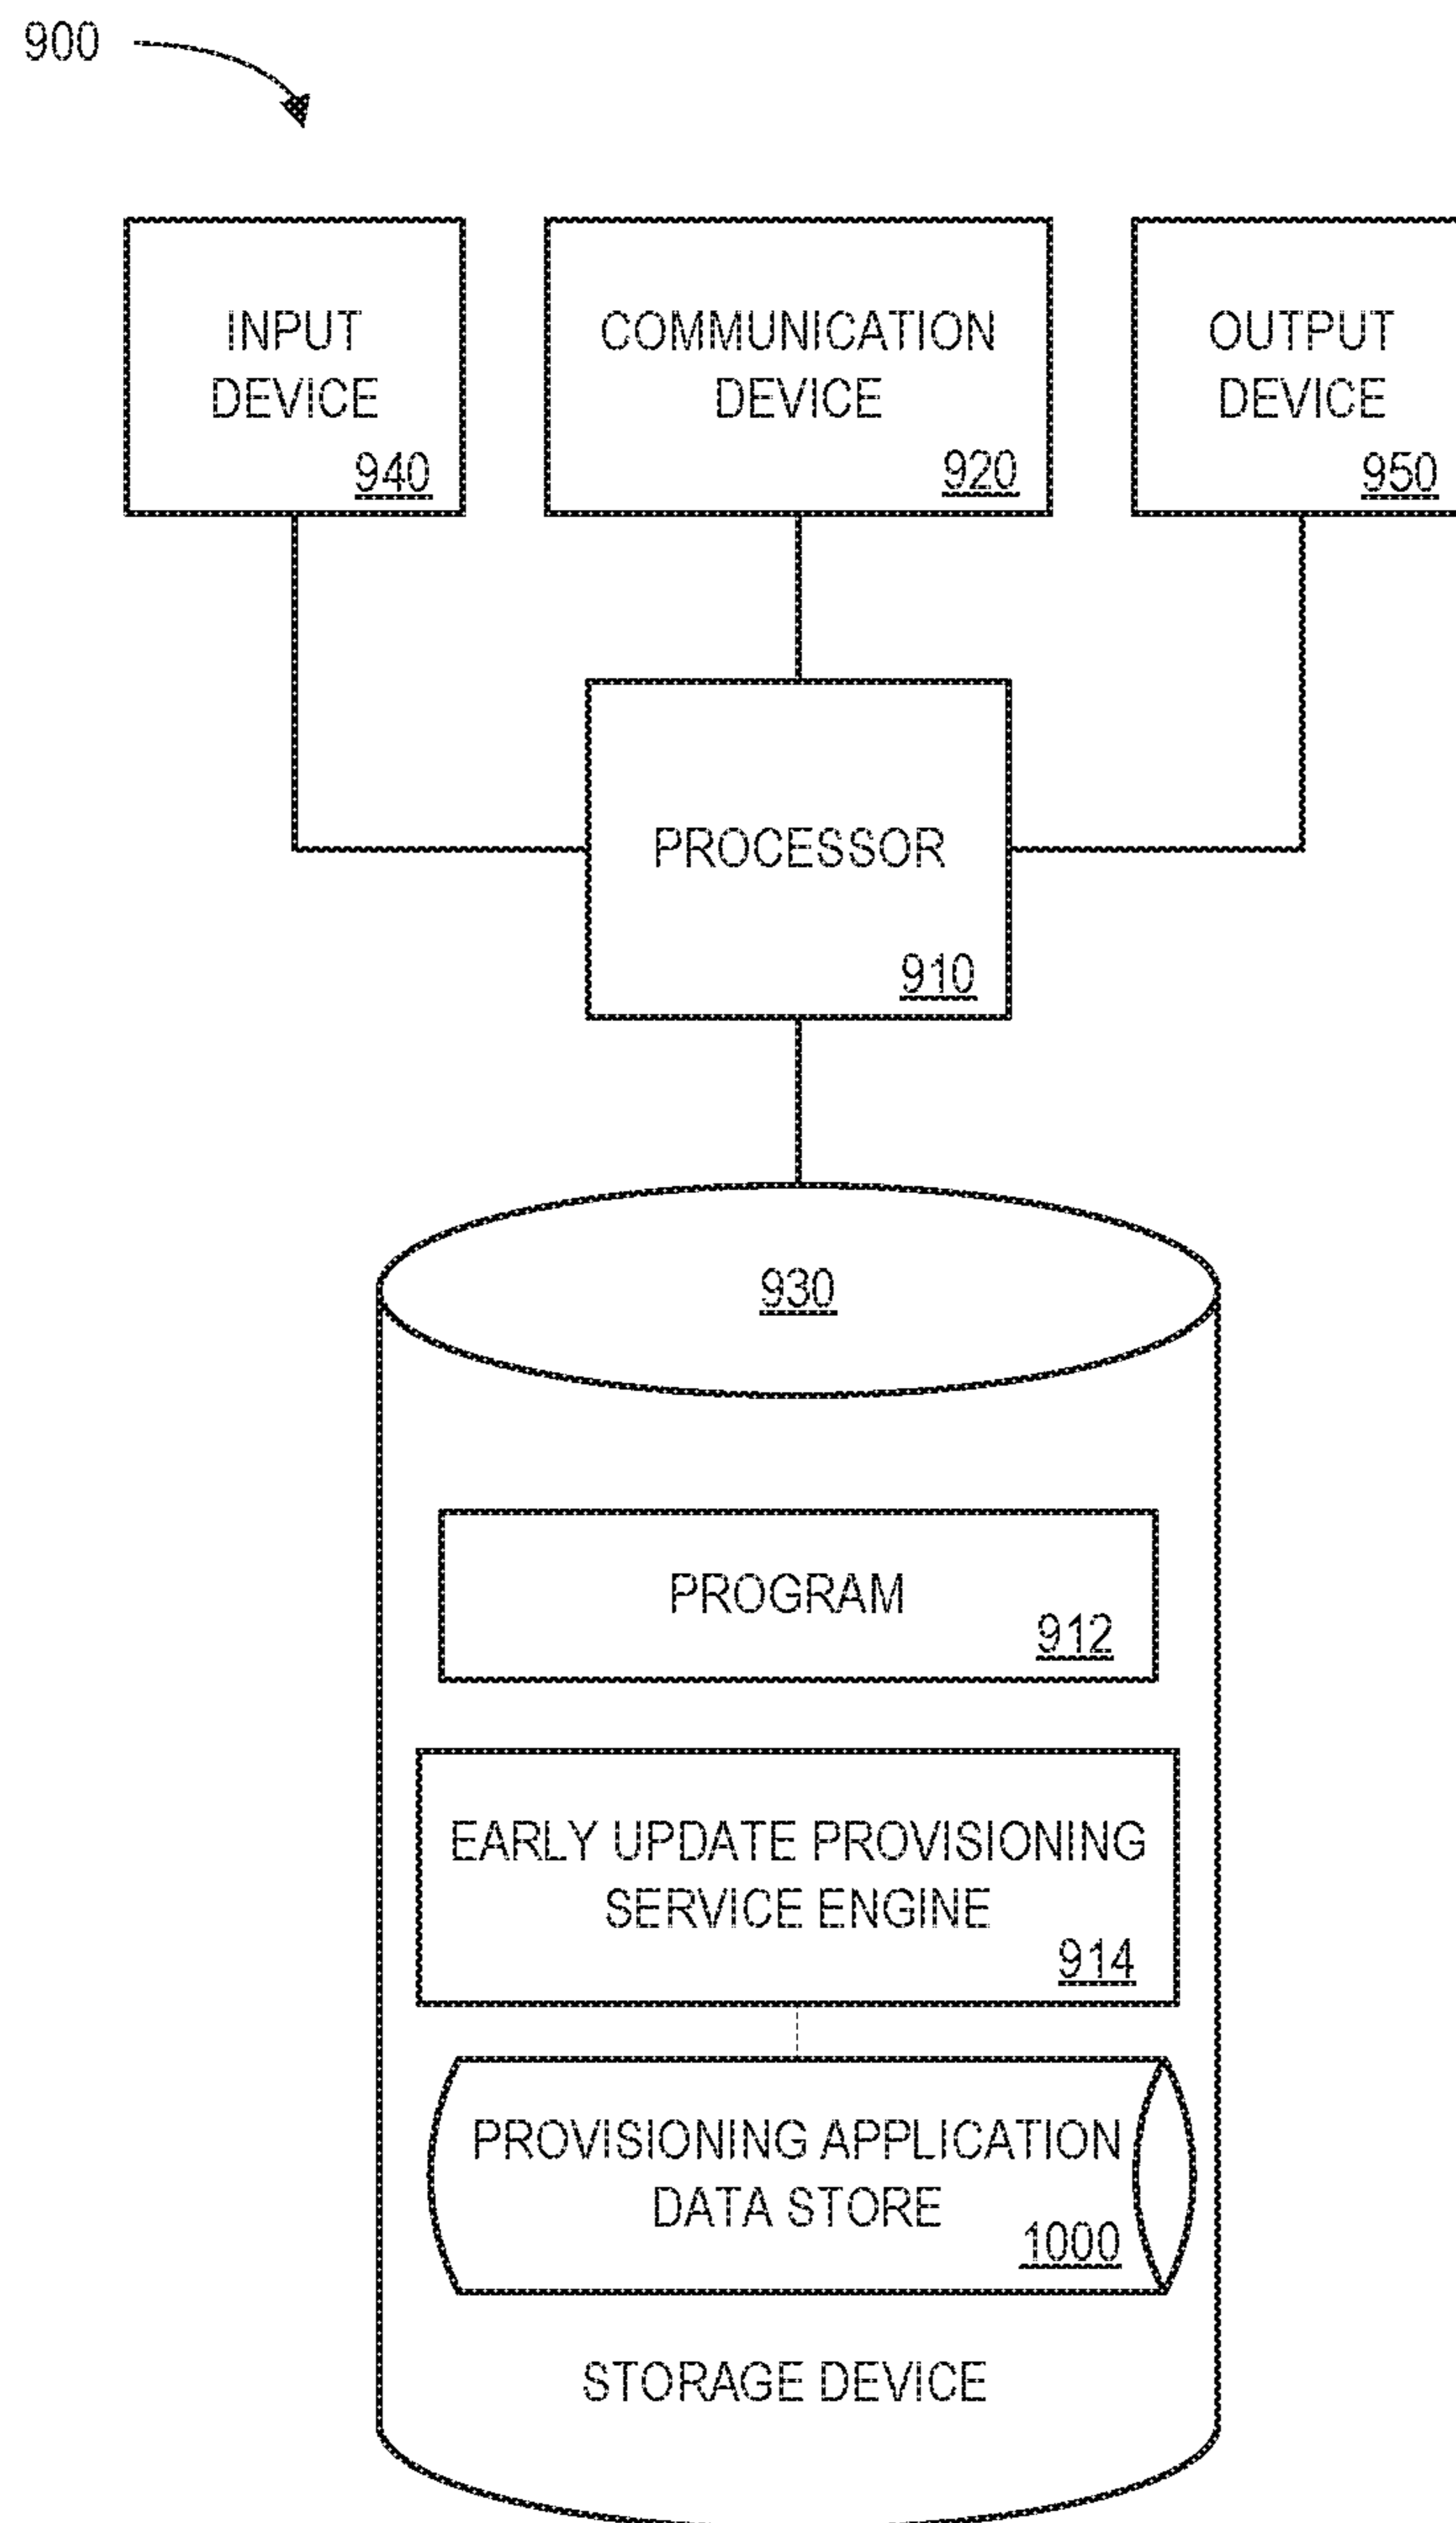 900
INPUT
DEVICE
940
COMMUNICATION
DEVICE
920
OUTPUT
DEVICE
950
PROCESSOR
910
930
PROGRAM
912
EARLY UPDATE PROVISIONING
SERVICE ENGINE
914
PROVISIONING APPLICATION
DATA STORE
1000
STORAGE DEVICE